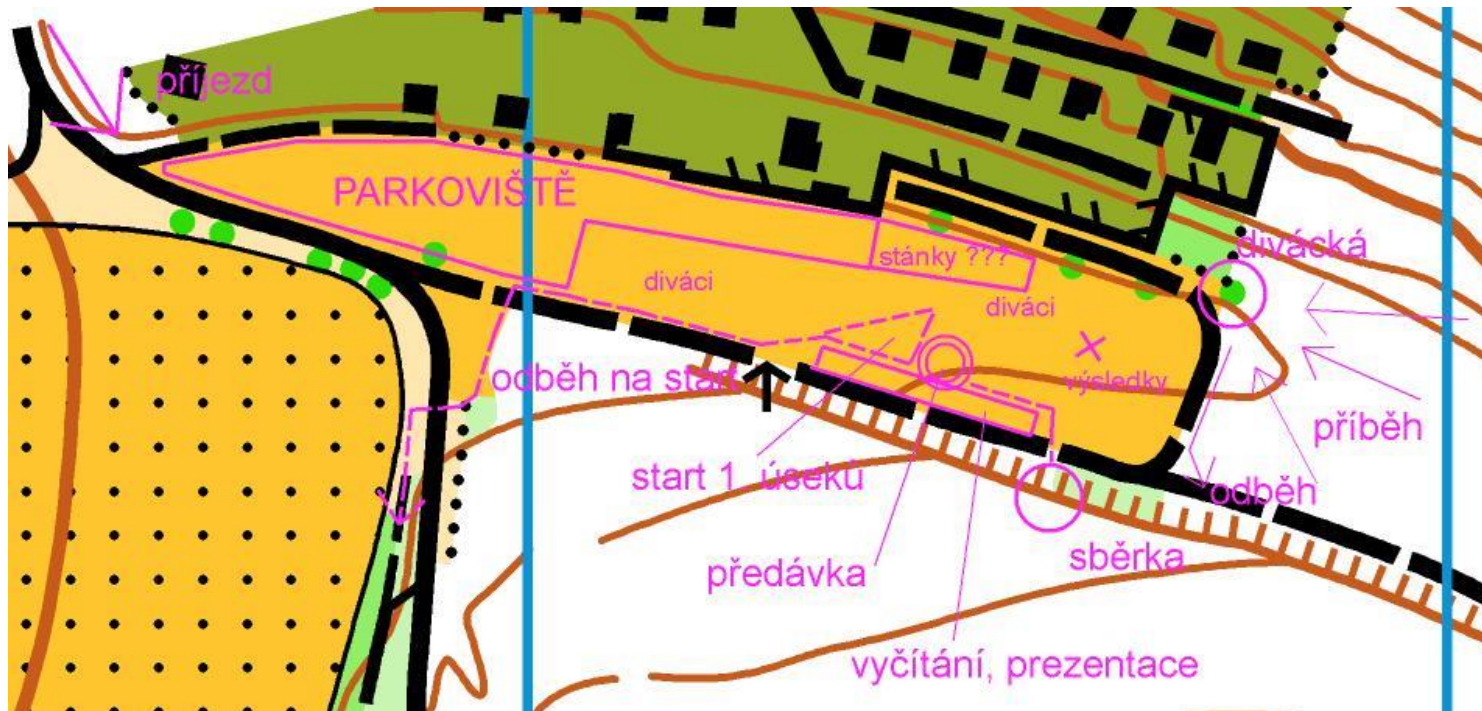 příjezd
PARKOVIŠTĚ
divácká
stánky ???
diváci
diváci
odběh na start
výsledky
příběh
start 1. úseků
odběh
předávka
sběrka
vyčítání, prezentace